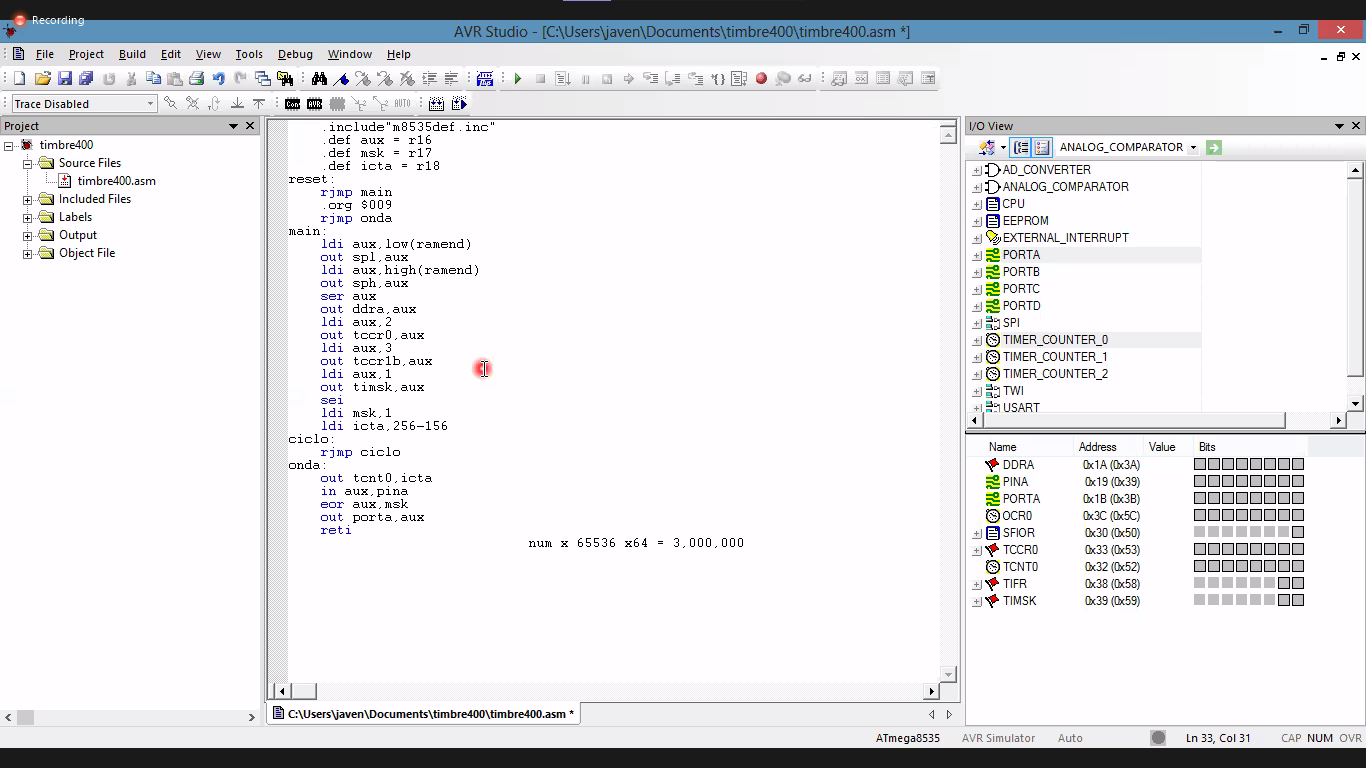 Recording
AVR Studio - [C:\Users\javen\Documents\timbre400\timbre400.asm *]
File Project Build Edit View Tools Debug Window Help
Trace Disabled
Con AVR AUTO
Project
timbre400
Source Files
timbre400.asm
Included Files
Labels
Output
Object File
.include"m8535def.inc"
.def aux = r16
.def msk = r17
.def icta = r18
reset:
rjmp main
.org $009
rjmp onda
main:
ldi aux,low(ramend)
out spl,aux
ldi aux,high(ramend)
out sph,aux
ser aux
out ddra,aux
ldi aux,2
out tccr0,aux
ldi aux,3
out tccr1b,aux
ldi aux,1
out timsk,aux
sei
ldi msk,1
ldi icta,256-156
ciclo:
rjmp ciclo
onda:
out tcnt0,icta
in aux,pina
eor aux,msk
out porta,aux
reti
num x 65536 x64 = 3,000,000
C:\Users\javen\Documents\timbre400\timbre400.asm *
I/O View
ANALOG_COMPARATOR
AD_CONVERTER
ANALOG_COMPARATOR
CPU
EEPROM
EXTERNAL_INTERRUPT
PORTA
PORTB
PORTC
PORTD
SPI
TIMER_COUNTER_0
TIMER_COUNTER_1
TIMER_COUNTER_2
TWI
USART
Name Address Value Bits
DDRA 0x1A (0x3A)
PINA 0x19 (0x39)
PORTA 0x1B (0x3B)
OCR0 0x3C (0x5C)
SFIOR 0x30 (0x50)
TCCR0 0x33 (0x53)
TCNT0 0x32 (0x52)
TIFR 0x38 (0x58)
TIMSK 0x39 (0x59)
ATmega8535 AVR Simulator Auto Ln 33, Col 31 CAP NUM OVR